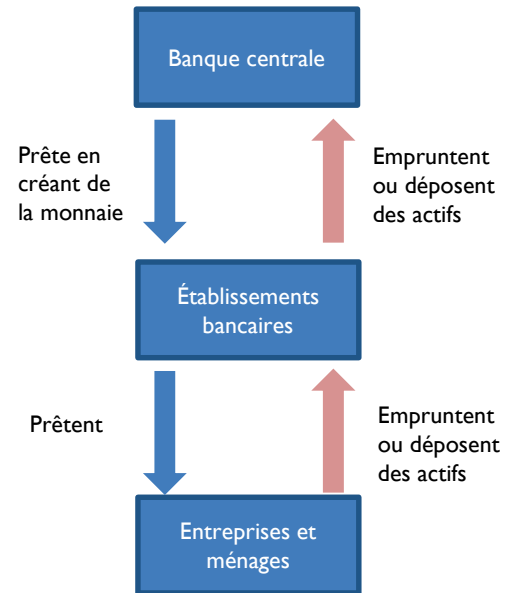 Banque centrale
Prête en
créant de
la monnaie
Empruntent
ou déposent
des actifs
Établissements
bancaires
Prêtent
Empruntent
ou déposent
des actifs
Entreprises et
ménages